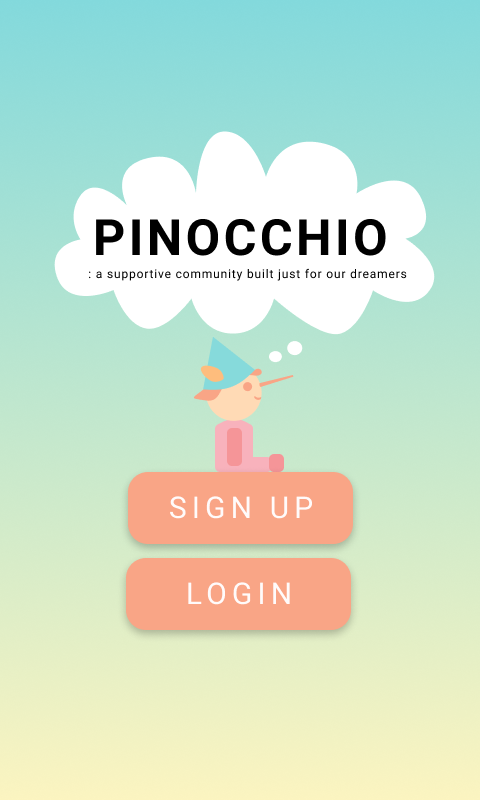 PINOCCHIO
: a supportive community built just for our dreamers
SIGN UP
LOGIN